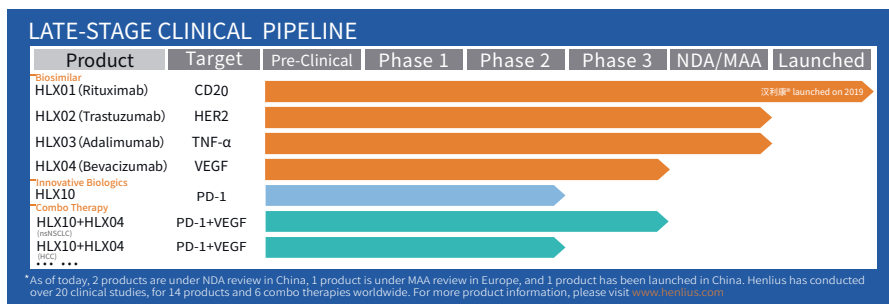 LATE-STAGE CLINICAL PIPELINE
Product Target Pre-Clinical Phase 1 Phase 2 Phase 3 NDA/MAA Launched
Biosimilar
HLX01 (Rituximab) CD20 汉利康® launched on 2019
HLX02 (Trastuzumab) HER2
HLX03 (Adalimumab) TNF-α
HLX04 (Bevacizumab) VEGF
Innovative Biologics
HLX10 PD-1
Combo Therapy
HLX10+HLX04 PD-1+VEGF
(nsNSCLC)
HLX10+HLX04 PD-1+VEGF
(HCC)
... ...
*As of today, 2 products are under NDA review in China, 1 product is under MAA review in Europe, and 1 product has been launched in China. Henlius has conducted
over 20 clinical studies, for 14 products and 6 combo therapies worldwide. For more product information, please visit www.henlius.com